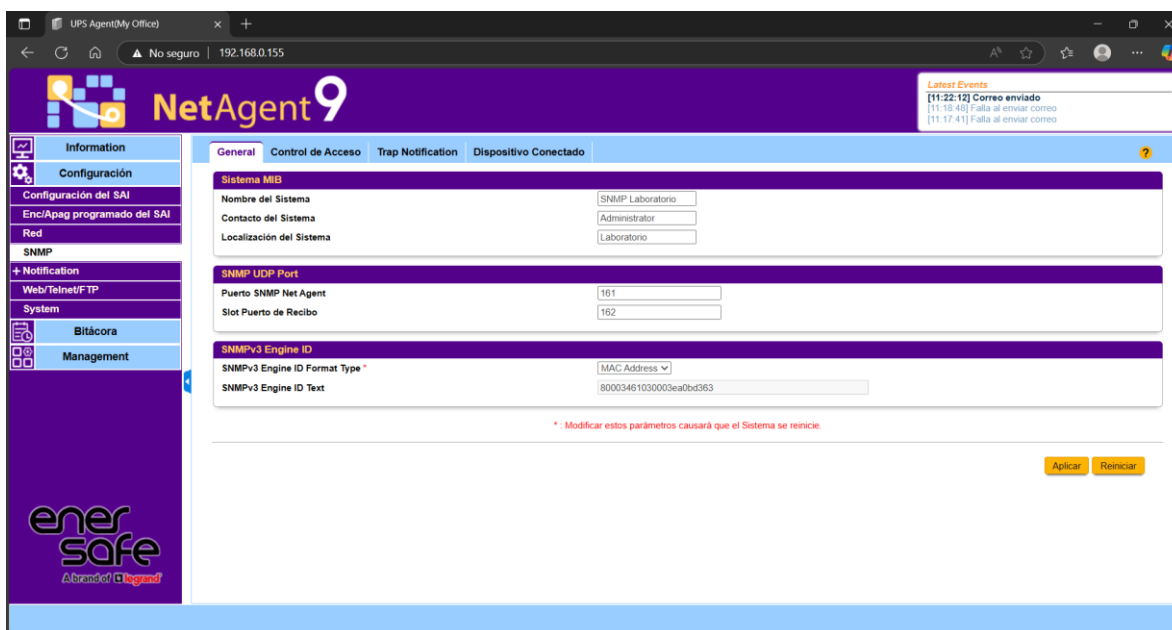 UPS Agent(My Office)
No seguro | 192.168.0.155
NetAgent 9
Latest Events
[11:22:12] Correo enviado
[11:18:48] Falla al enviar correo
[11:17:41] Falla al enviar correo
Information
Configuración
Configuración del SAI
Enc/Apag programado del SAI
Red
SNMP
+ Notification
Web/Telnet/FTP
System
Bitácora
Management
ener
safe
A brand of legrand
General Control de Acceso Trap Notification Dispositivo Conectado ?
Sistema MIB
Nombre del Sistema SNMP Laboratorio
Contacto del Sistema Administrator
Localización del Sistema Laboratorio
SNMP UDP Port
Puerto SNMP Net Agent 161
Slot Puerto de Recibo 162
SNMPv3 Engine ID
SNMPv3 Engine ID Format Type * MAC Address
SNMPv3 Engine ID Text 80003461030003ea0bd363
* : Modificar estos parámetros causará que el Sistema se reinicie.
Aplicar Reiniciar